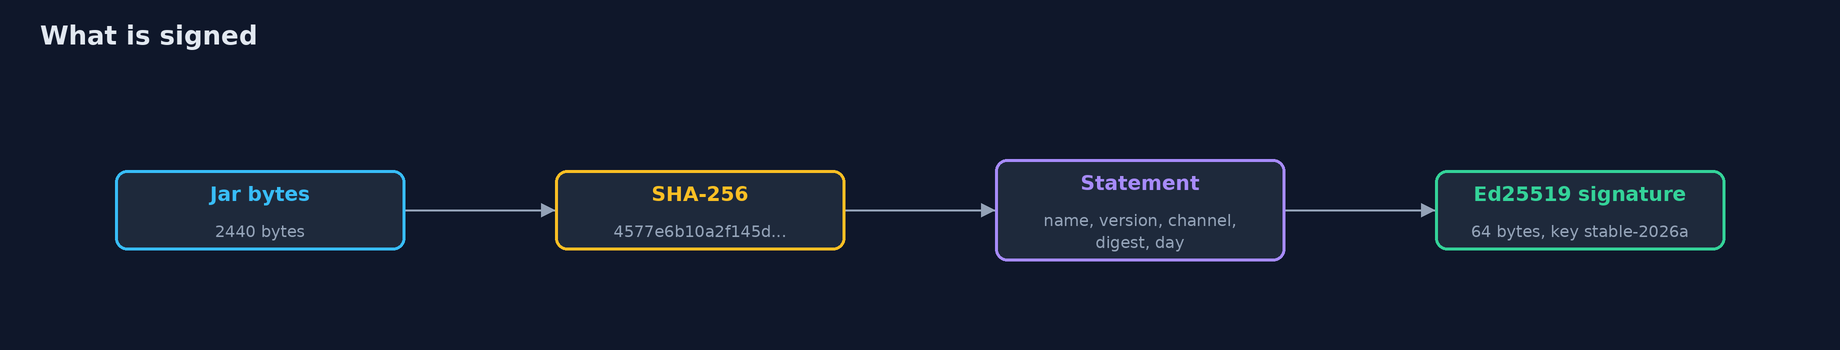 What is signed
Jar bytes
2440 bytes
SHA-256
4577e6b10a2f145d...
Statement
name, version, channel,
digest, day
Ed25519 signature
64 bytes, key stable-2026a